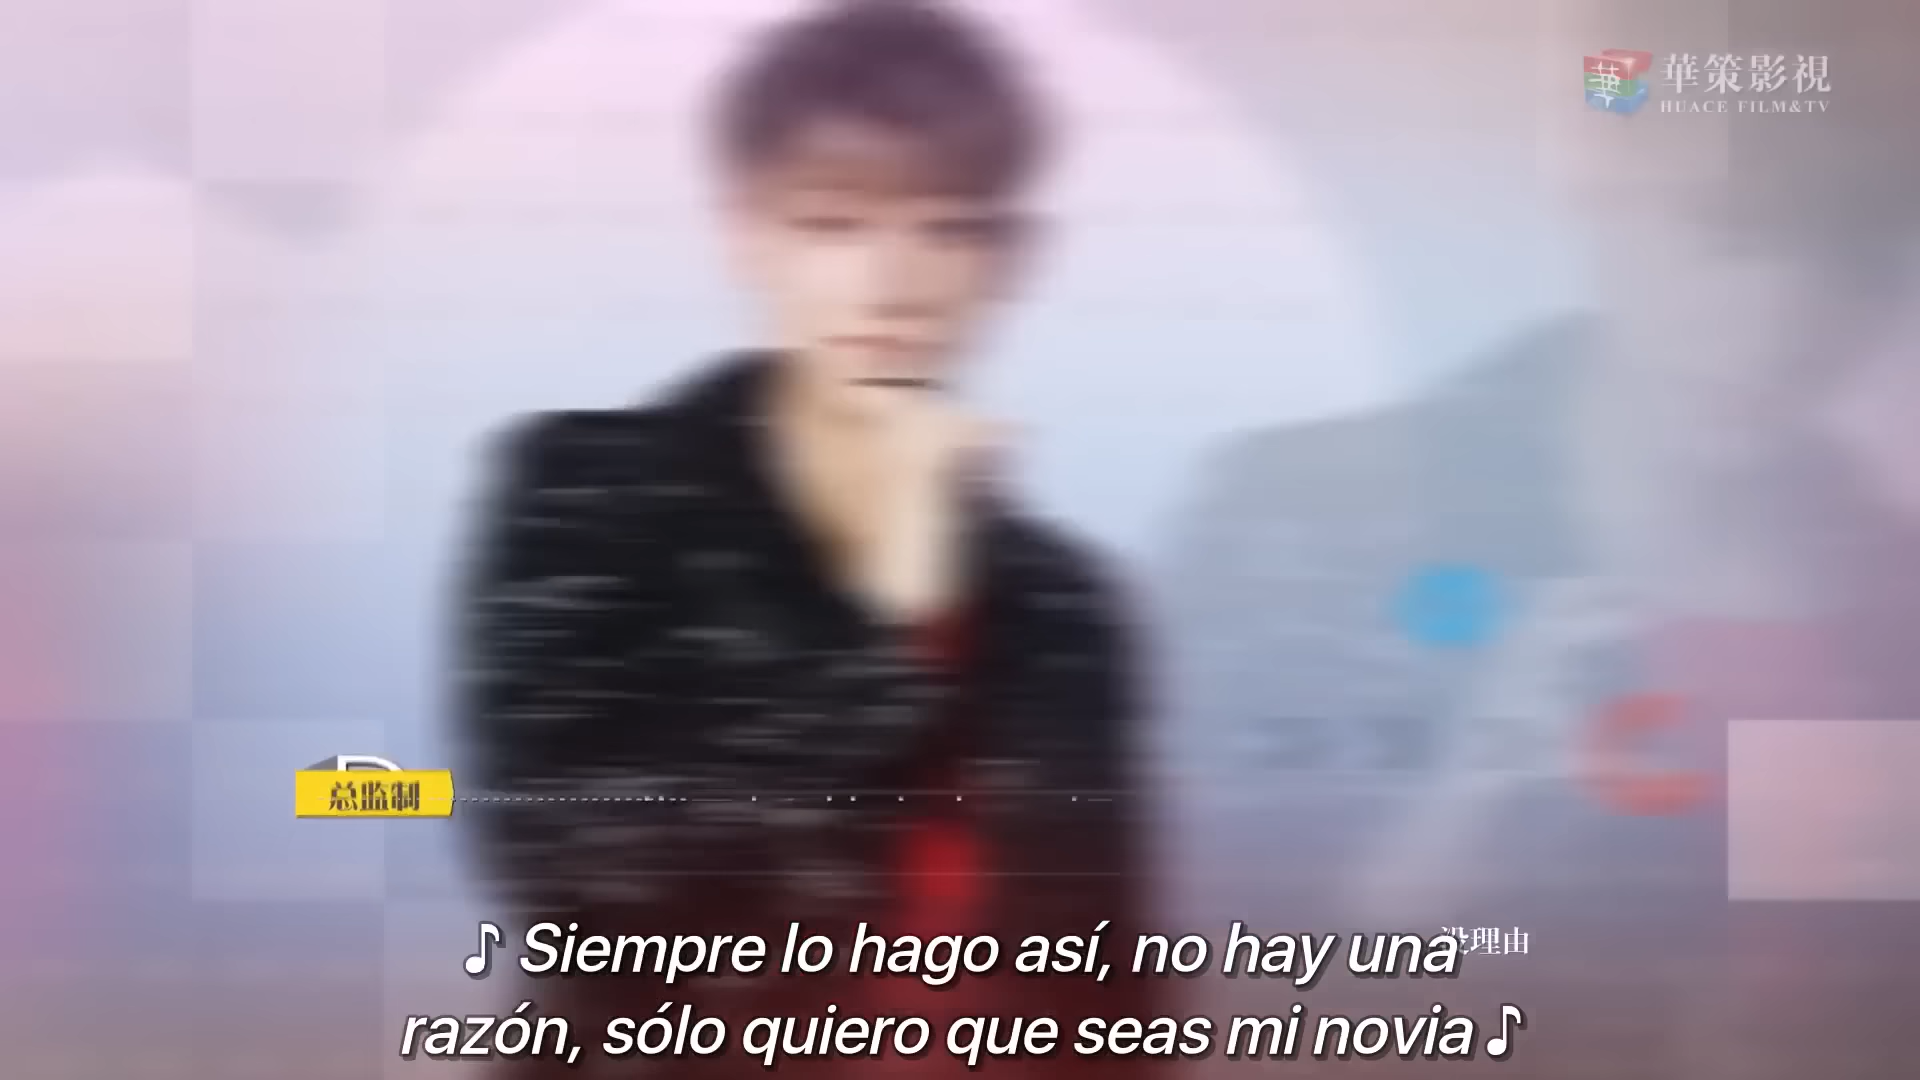 華策影視
HUACE FILM&TV
总监制
没理由
♪ Siempre lo hago así, no hay una
razón, sólo quiero que seas mi novia ♪